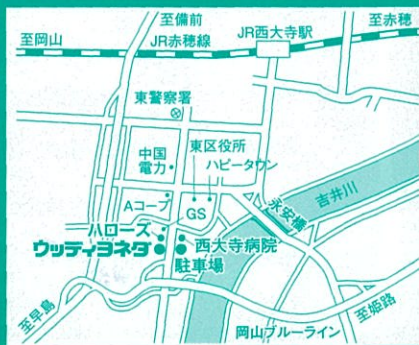 至備前
至岡山
JR赤穂線
JR西大寺駅
至赤穂
東警察署
中国
電力
東区役所
ハピータウン
Aコープ
GS
吉井川
永安橋
ハローズ
ウッディヨネダ
西大寺病院
駐車場
至早島
岡山ブルーライン
至姫路